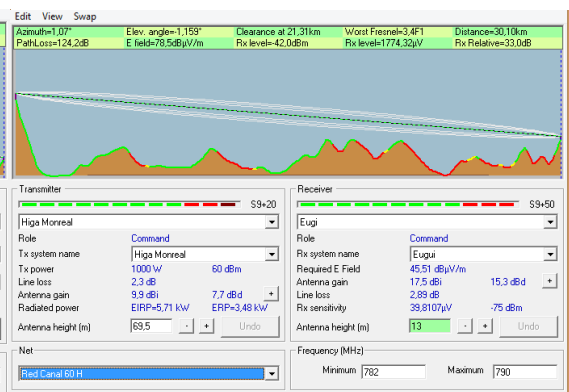 Edit View Swap
Azimuth=1,07° Elev. angle=-1,159° Clearance at 21,31km Worst Fresnel=3,4F1 Distance=30,10km
PathLoss=124,2dB E field=78,5dBµV/m Rx level=-42,0dBm Rx level=1774,32µV Rx Relative=33,0dB
Transmitter
S9+20
Higa Monreal
Role Command
Tx system name Higa Monreal
Tx power 1000 W 60 dBm
Line loss 2,3 dB
Antenna gain 9,9 dBi 7,7 dBd +
Radiated power EIRP=5,71 kW ERP=3,48 kW
Antenna height (m) 69,5 - + Undo
Net
Red Canal 60 H
Receiver
S9+50
Eugi
Role Command
Rx system name Eugui
Required E Field 45,51 dBµV/m
Antenna gain 17,5 dBi 15,3 dBd +
Line loss 2,89 dB
Rx sensitivity 39,8107µV -75 dBm
Antenna height (m) 13 - + Undo
Frequency (MHz)
Minimum 782 Maximum 790